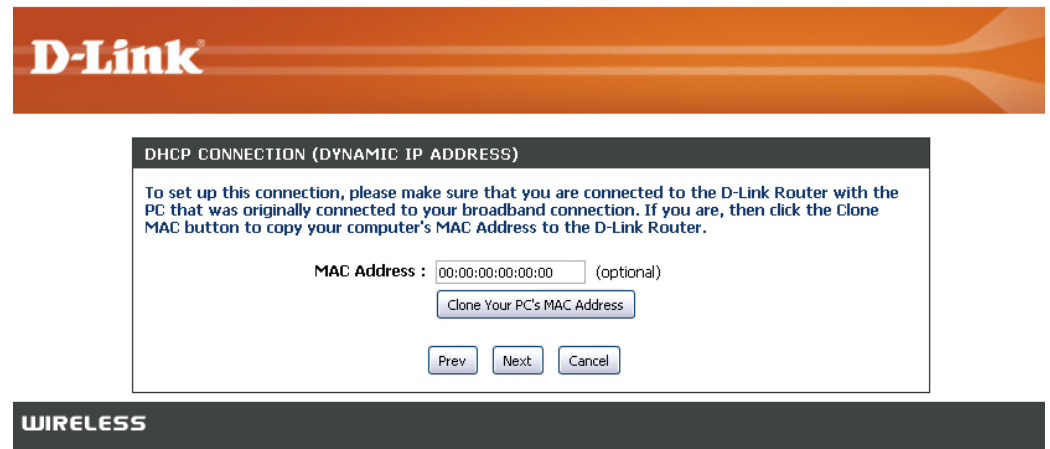 D-Link®
DHCP CONNECTION (DYNAMIC IP ADDRESS)
To set up this connection, please make sure that you are connected to the D-Link Router with the
PC that was originally connected to your broadband connection. If you are, then click the Clone
MAC button to copy your computer's MAC Address to the D-Link Router.
MAC Address : 00:00:00:00:00:00 (optional)
Clone Your PC's MAC Address
Prev Next Cancel
WIRELESS